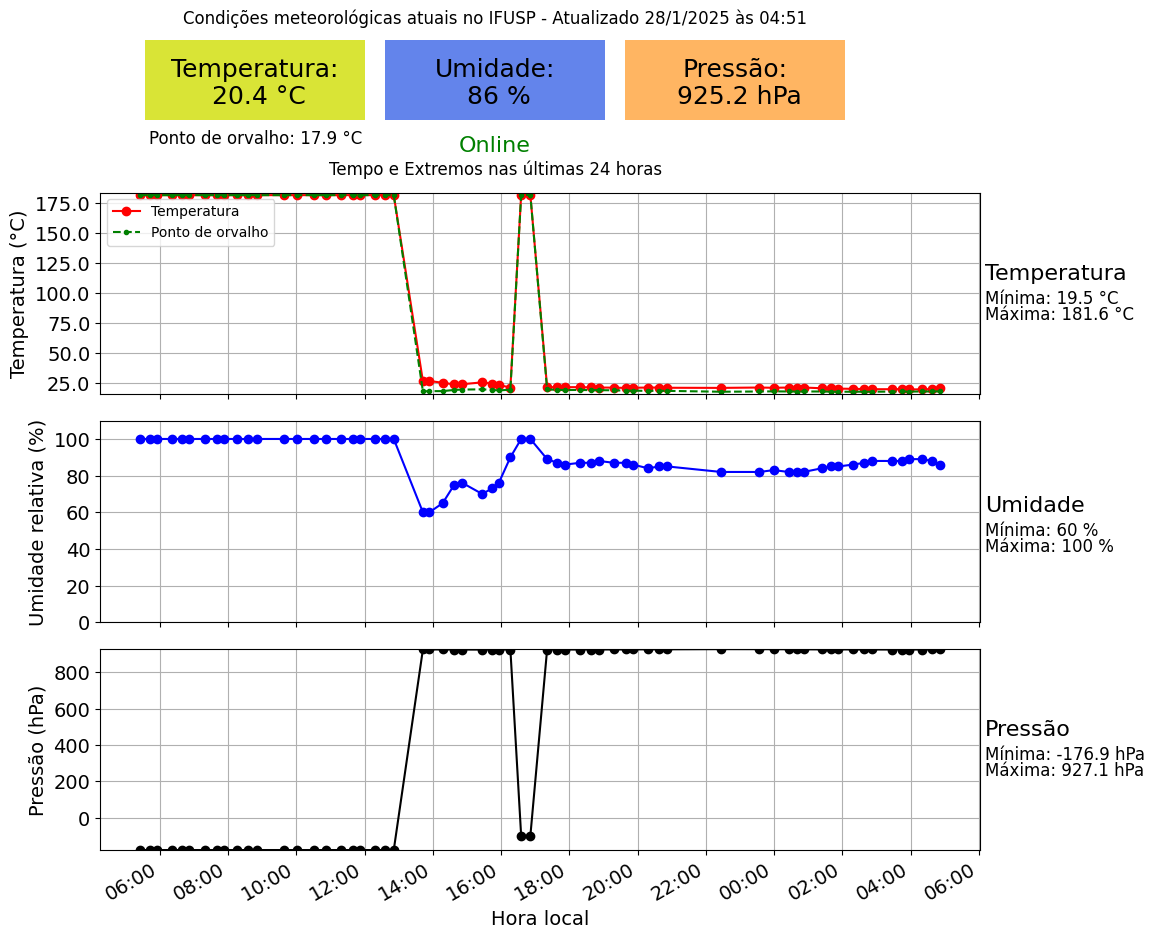 Condições meteorológicas atuais no IFUSP - Atualizado 28/1/2025 às 04:51
Temperatura:
20.4 °C
Umidade:
86 %
Pressão:
925.2 hPa
Ponto de orvalho: 17.9 °C
Online
Tempo e Extremos nas últimas 24 horas
Temperatura (°C)
175.0
150.0
125.0
100.0
75.0
50.0
25.0
Temperatura
Ponto de orvalho
Temperatura
Mínima: 19.5 °C
Máxima: 181.6 °C
Umidade relativa (%)
100
80
60
40
20
0
Umidade
Mínima: 60 %
Máxima: 100 %
Pressão (hPa)
800
600
400
200
0
Pressão
Mínima: -176.9 hPa
Máxima: 927.1 hPa
06:00 08:00 10:00 12:00 14:00 16:00 18:00 20:00 22:00 00:00 02:00 04:00 06:00
Hora local